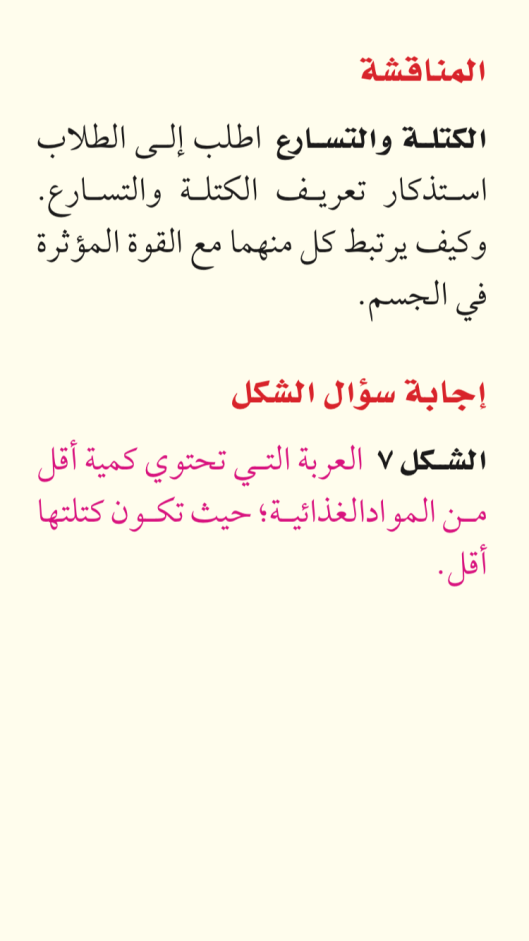 المناقشة
الكتلة والتسارع اطلب إلى الطلاب
استذكار تعريف الكتلة والتسارع.
وكيف يرتبط كل منهما مع القوة المؤثرة
في الجسم.
إجابة سؤال الشكل
الشكل ٧ العربة التي تحتوي كمية أقل
من الموادالغذائية؛ حيث تكون كتلتها
أقل.